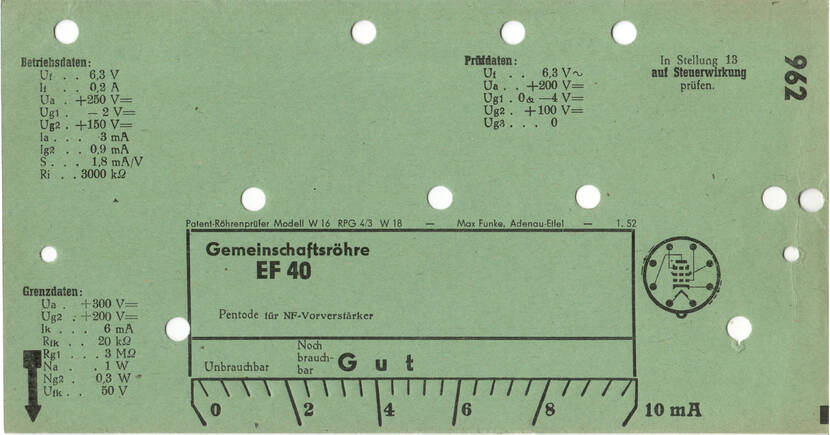 Betriebsdaten:
Uf . . 6,3 V
If . . 0,2 A
Ua . +250 V=
Ug1 . — 2 V=
Ug2 . +150 V=
Ia . . . 3 mA
Ig2 . . 0,9 mA
S . . . 1,8 mA/V
Ri . . 3000 kΩ
Prüfdaten:
Uf . . 6,3 V~
Ua . . +200 V=
Ug1 . 0 & —4 V=
Ug2 . +100 V=
Ug3 . . . 0
In Stellung 13
auf Steuerwirkung
prüfen.
962
Patent-Röhrenprüfer Modell W 16 RPG 4/3 W 18 — Max Funke, Adenau-Eifel — 1. 52
Gemeinschaftsröhre
EF 40
Pentode für NF-Vorverstärker
Unbrauchbar
Noch
brauch-
bar
Gut
0 2 4 6 8 10 mA
Grenzdaten:
Ua . +300 V=
Ug2 . +200 V=
Ik . . . 6 mA
Rfk . . 20 kΩ
Rg1 . . . 3 MΩ
Na . . . 1 W
Ng2 . . 0,3 W
Ufk . . 50 V